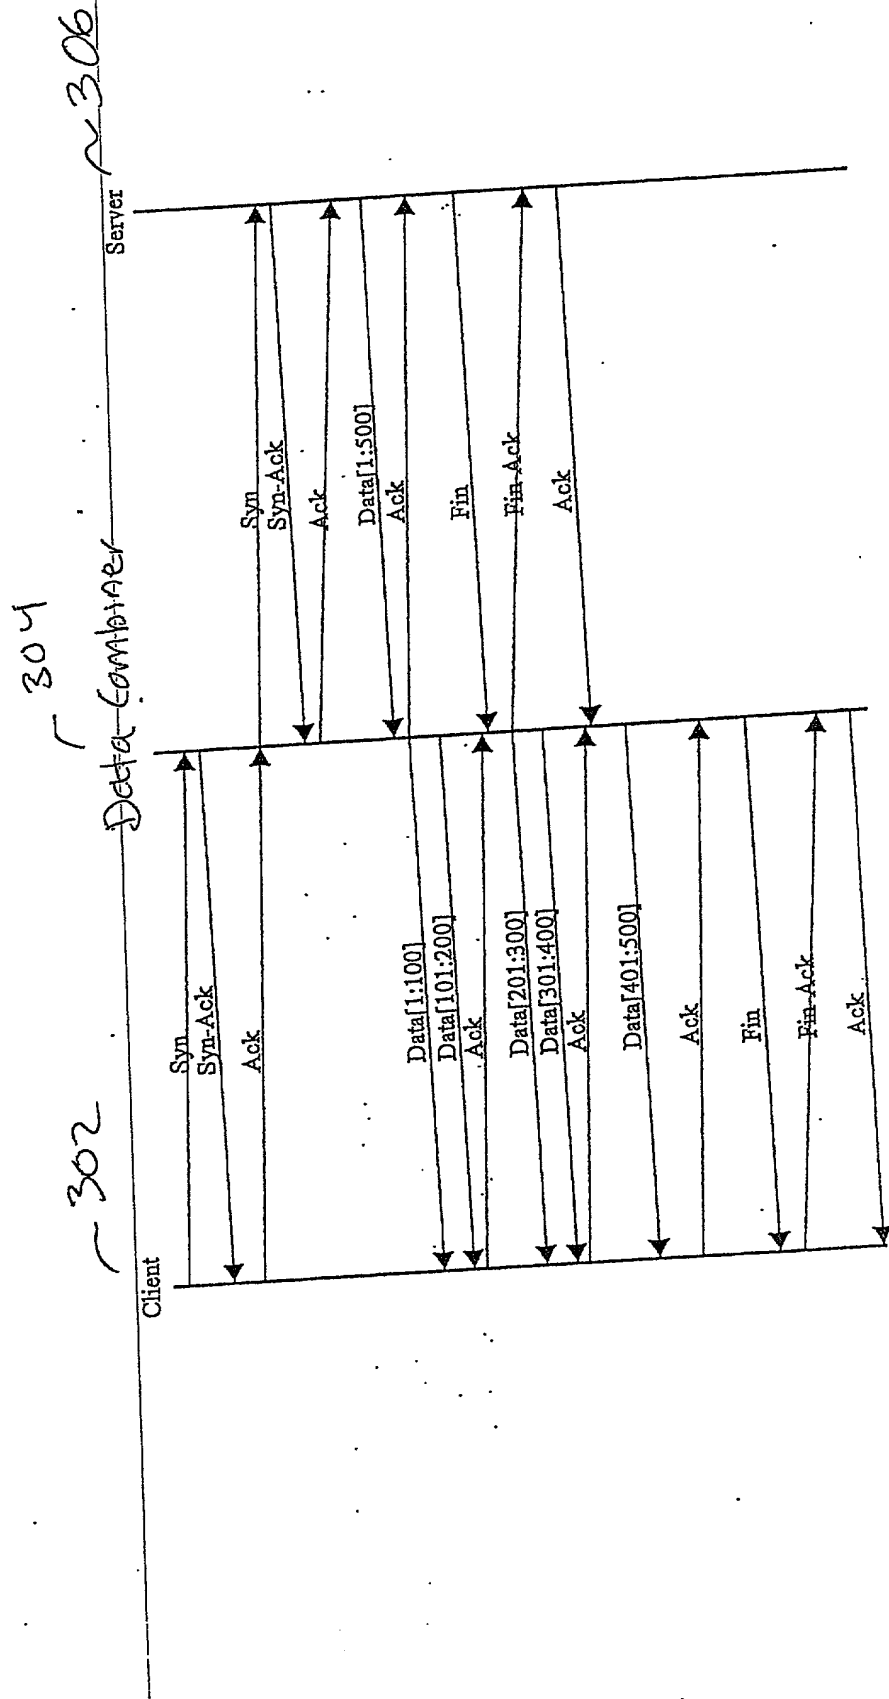 302
304
306
Client
Data Combiner
Server
Syn
Syn-Ack
Ack
Data[1:100]
Data[101:200]
Ack
Data[201:300]
Data[301:400]
Ack
Data[401:500]
Ack
Fin
Fin-Ack
Ack
Syn
Syn-Ack
Ack
Data[1:500]
Ack
Fin
Fin-Ack
Ack